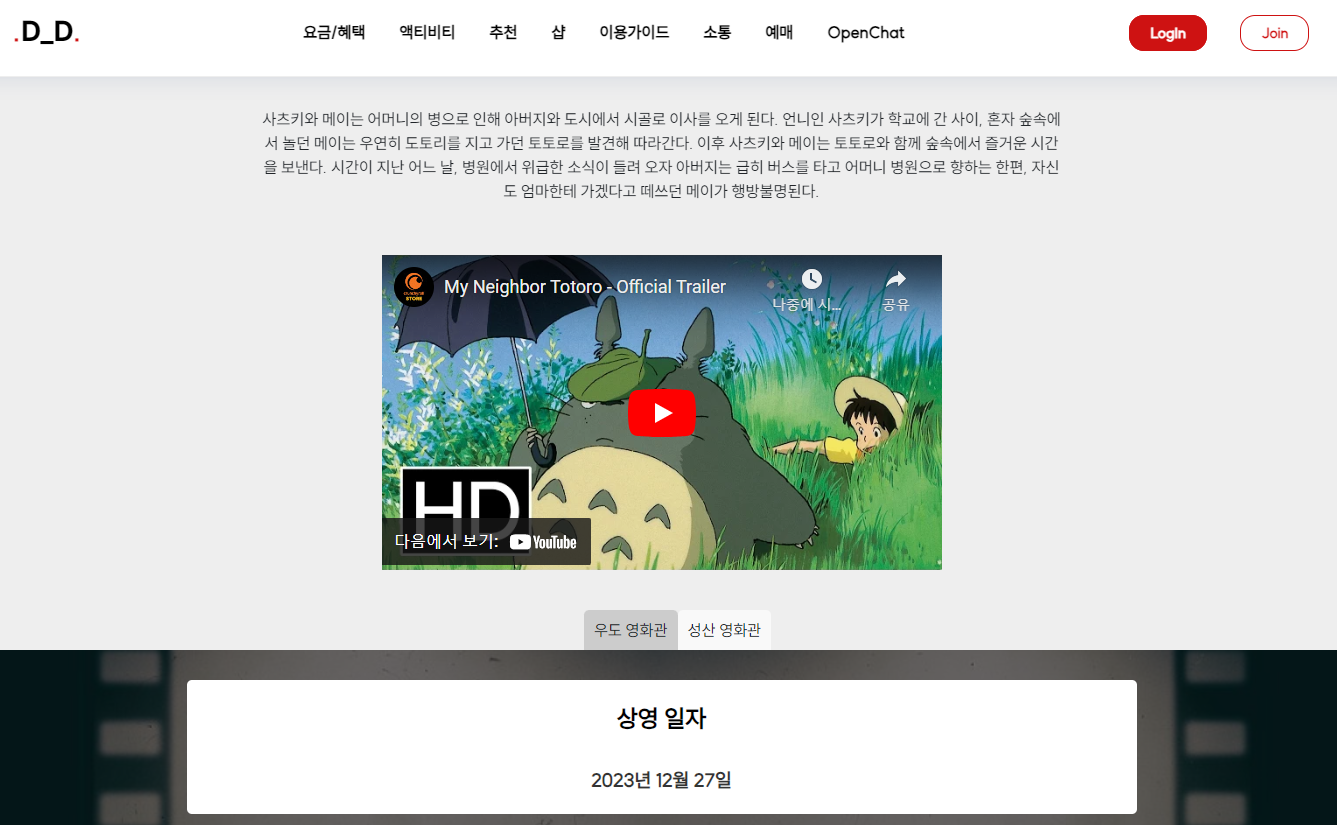 .D_D.
요금/혜택 액티비티 추천 샵 이용가이드 소통 예매 OpenChat
LogIn Join
사츠키와 메이는 어머니의 병으로 인해 아버지와 도시에서 시골로 이사를 오게 된다. 언니인 사츠키가 학교에 간 사이, 혼자 숲속에
서 놀던 메이는 우연히 도토리를 지고 가던 토토로를 발견해 따라간다. 이후 사츠키와 메이는 토토로와 함께 숲속에서 즐거운 시간
을 보낸다. 시간이 지난 어느 날, 병원에서 위급한 소식이 들려 오자 아버지는 급히 버스를 타고 어머니 병원으로 향하는 한편, 자신
도 엄마한테 가겠다고 떼쓰던 메이가 행방불명된다.
My Neighbor Totoro - Official Trailer
나중에 시... 공유
STORE
HD
다음에서 보기: YouTube
우도 영화관 성산 영화관
상영 일자
2023년 12월 27일